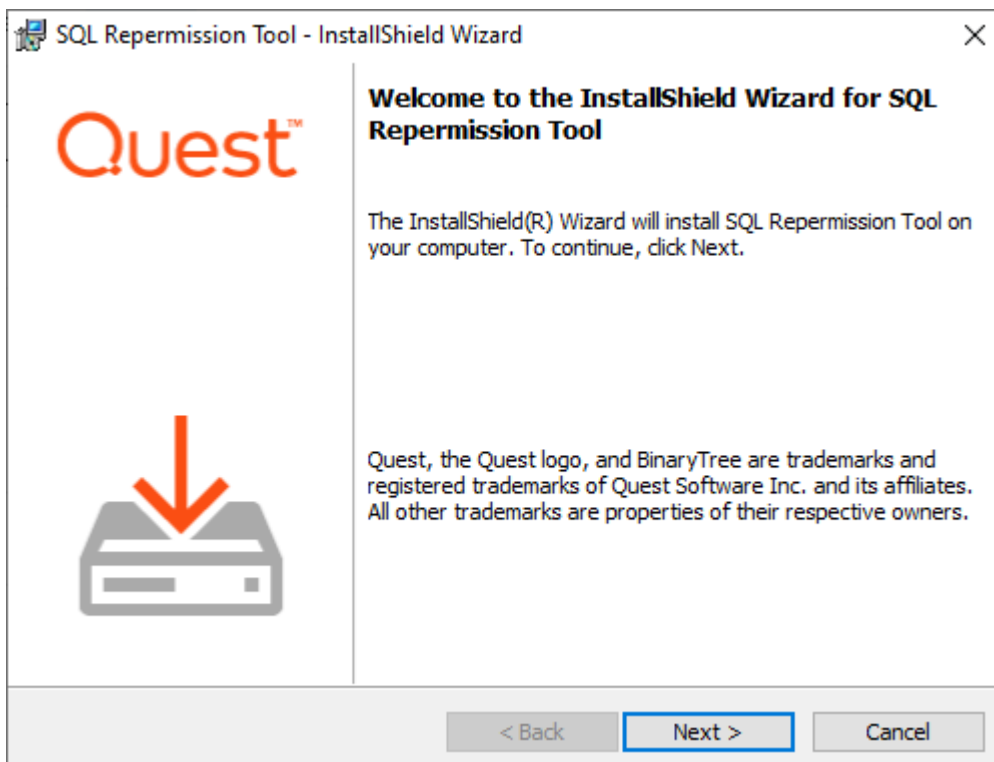 SQL Repermission Tool - InstallShield Wizard
Quest™
Welcome to the InstallShield Wizard for SQL
Repermission Tool
The InstallShield(R) Wizard will install SQL Repermission Tool on
your computer. To continue, click Next.
Quest, the Quest logo, and BinaryTree are trademarks and
registered trademarks of Quest Software Inc. and its affiliates.
All other trademarks are properties of their respective owners.
< Back
Next >
Cancel